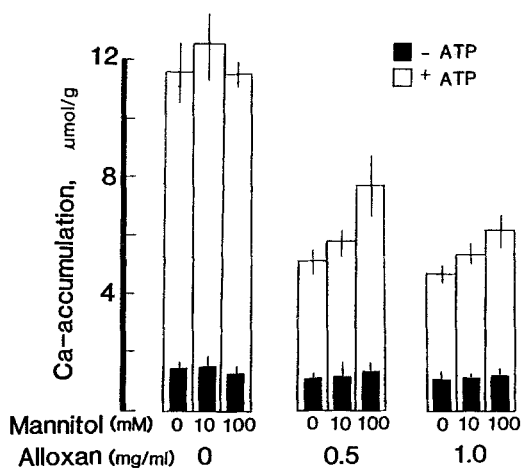 12
- ATP
+ ATP
Ca-accumulation, µmol/g
8
4
Mannitol (mM) 0 10 100 0 10 100 0 10 100
Alloxan (mg/ml) 0 0.5 1.0